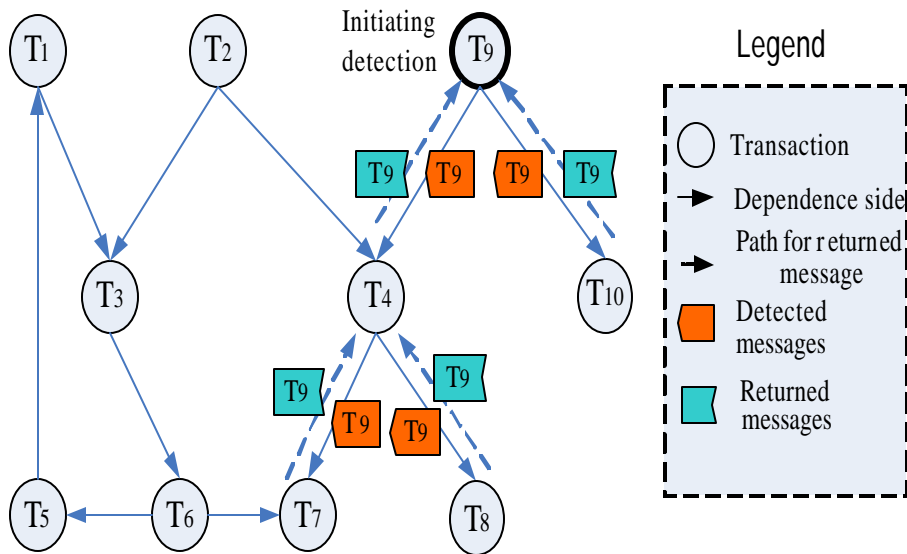 Initiating
detection
T1
T2
T9
T9
T9
T9
T9
T3
T4
T10
T9
T9
T9
T9
T5
T6
T7
T8
Legend
Transaction
Dependence side
Path for returned
message
Detected
messages
Returned
messages